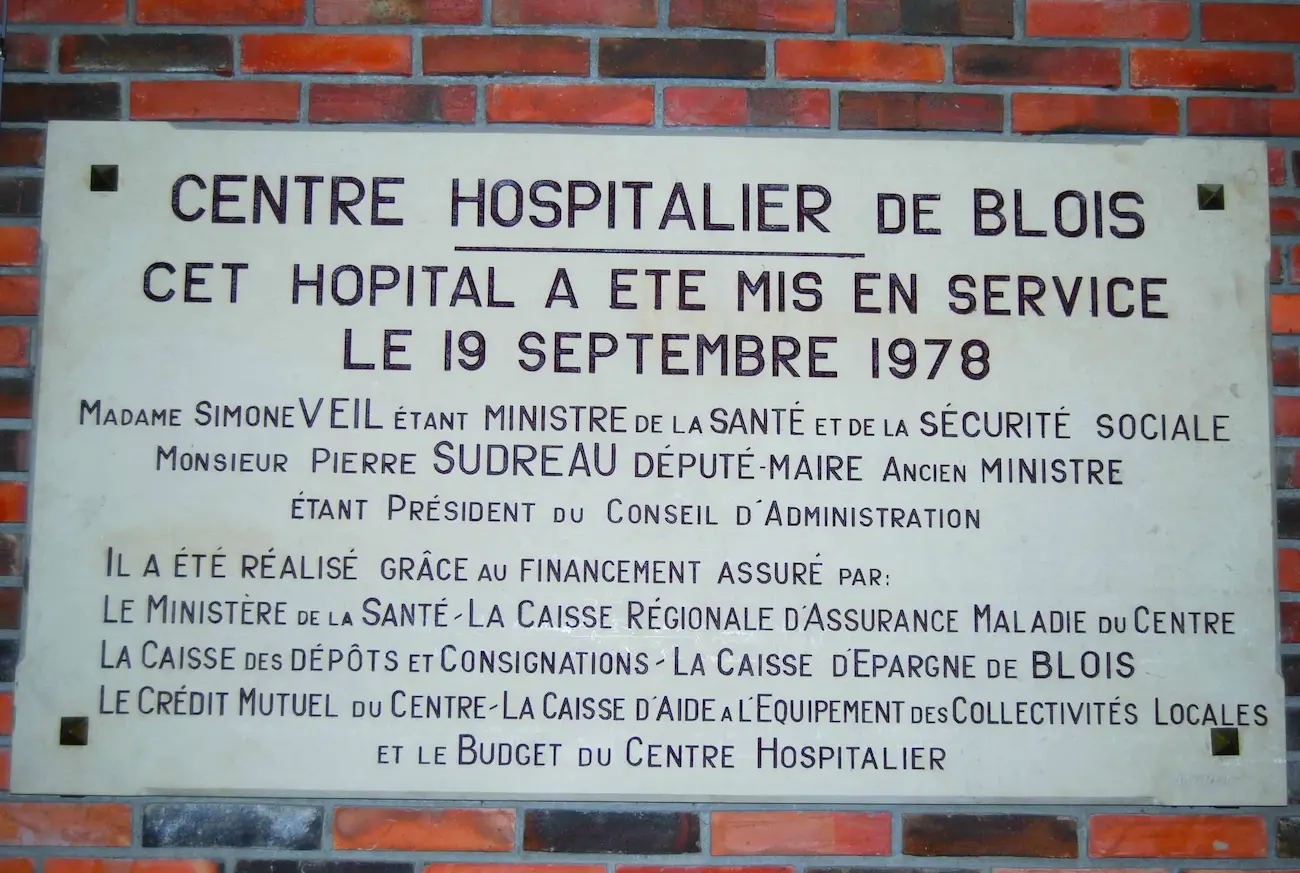 CENTRE HOSPITALIER DE BLOIS
CET HOPITAL A ETE MIS EN SERVICE
LE 19 SEPTEMBRE 1978
MADAME SIMONE VEIL ÉTANT MINISTRE DE LA SANTÉ ET DE LA SÉCURITÉ SOCIALE
MONSIEUR PIERRE SUDREAU DÉPUTÉ-MAIRE ANCIEN MINISTRE
ÉTANT PRÉSIDENT DU CONSEIL D'ADMINISTRATION
IL A ÉTÉ RÉALISÉ GRÂCE AU FINANCEMENT ASSURÉ PAR:
LE MINISTÈRE DE LA SANTÉ-LA CAISSE RÉGIONALE D'ASSURANCE MALADIE DU CENTRE
LA CAISSE DES DÉPÔTS ET CONSIGNATIONS-LA CAISSE D'EPARGNE DE BLOIS
LE CRÉDIT MUTUEL DU CENTRE-LA CAISSE D'AIDE A L'EQUIPEMENT DES COLLECTIVITÉS LOCALES
ET LE BUDGET DU CENTRE HOSPITALIER